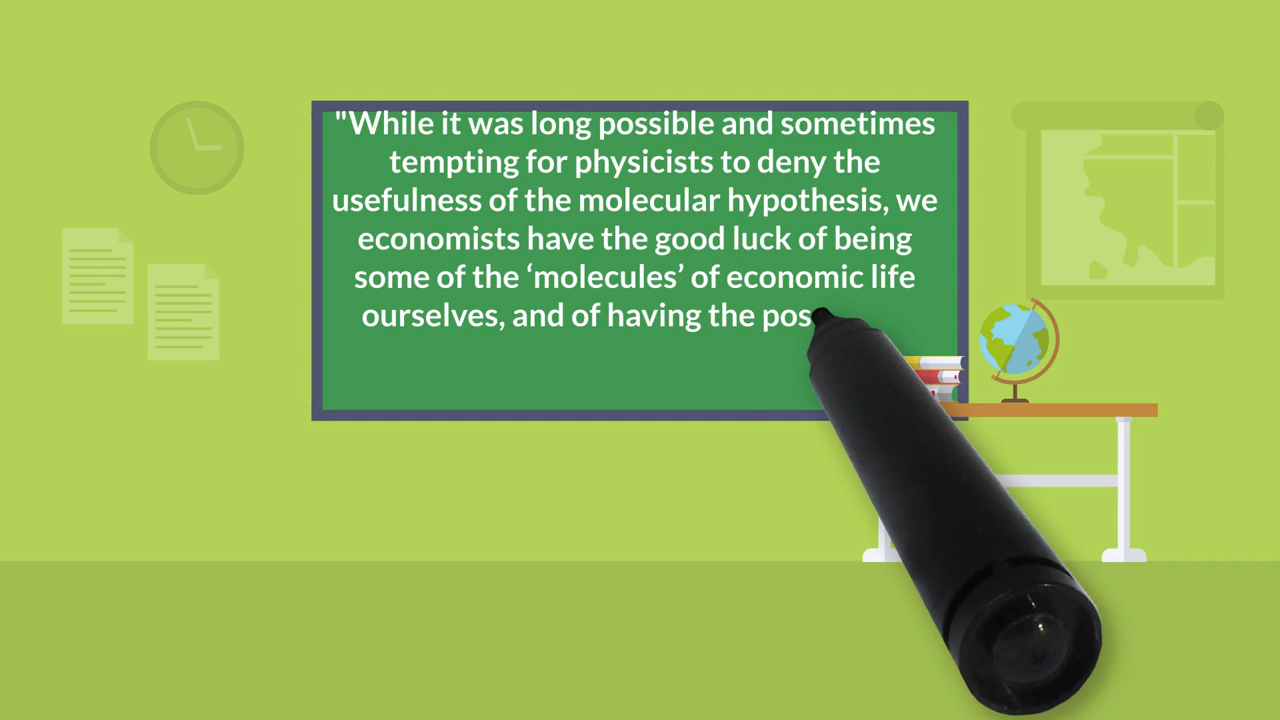 "While it was long possible and sometimes
tempting for physicists to deny the
usefulness of the molecular hypothesis, we
economists have the good luck of being
some of the ‘molecules’ of economic life
ourselves, and of having the pos